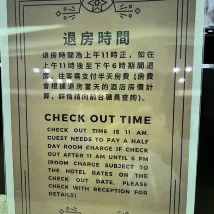 退房時間
退房時間為上午11時正，如在
上午11時後至下午6時期間退
房，住客需支付半天房費（房費
會根據退房當天的酒店房價計
算，詳情請向前台職員查詢）。
CHECK OUT TIME
CHECK OUT TIME IS 11 AM.
GUEST NEEDS TO PAY A HALF
DAY ROOM CHARGE IF CHECK
OUT AFTER 11 AM UNTIL 6 PM
(ROOM CHARGE SUBJECT TO
THE HOTEL RATES ON THE
CHECK OUT DATE, PLEASE
CHECK WITH RECEPTION FOR
DETAILS)